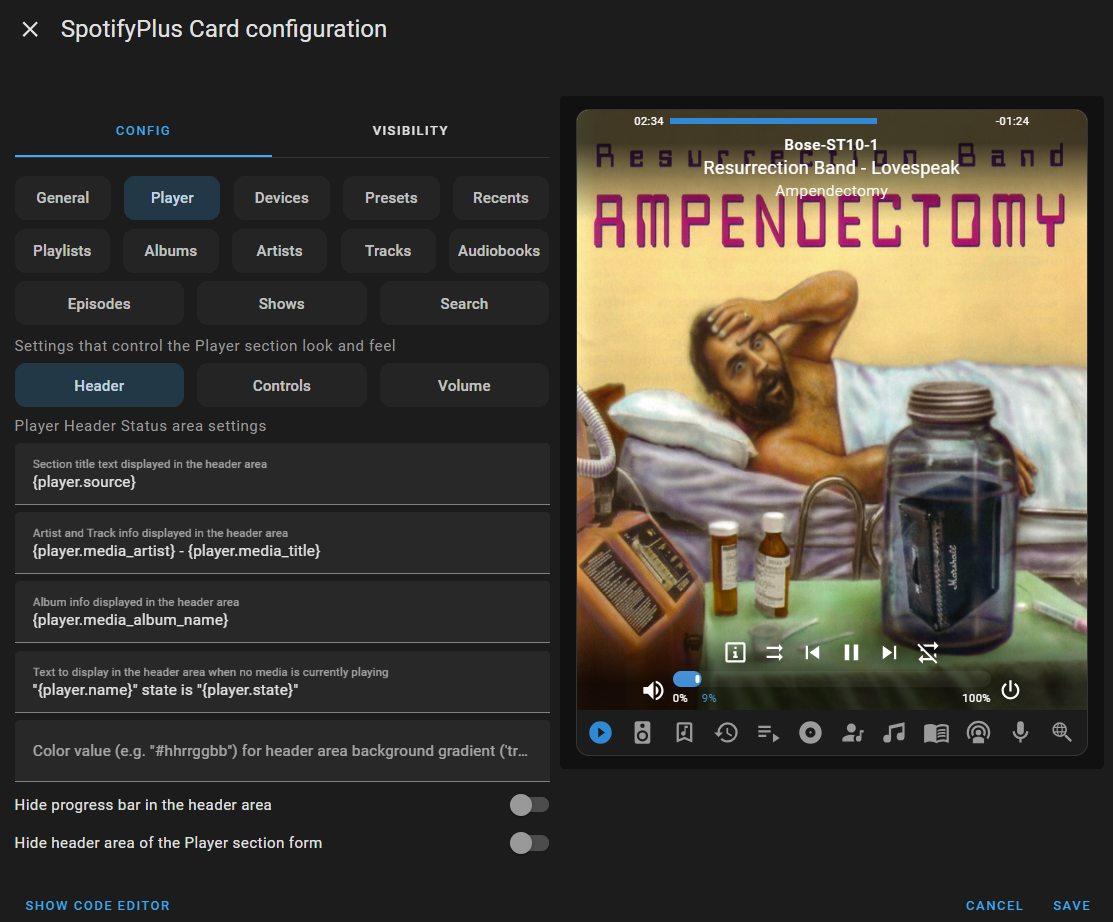 SpotifyPlus Card configuration
CONFIG
VISIBILITY
General
Player
Devices
Presets
Recents
Playlists
Albums
Artists
Tracks
Audiobooks
Episodes
Shows
Search
Settings that control the Player section look and feel
Header
Controls
Volume
Player Header Status area settings
Section title text displayed in the header area
{player.source}
Artist and Track info displayed in the header area
{player.media_artist} - {player.media_title}
Album info displayed in the header area
{player.media_album_name}
Text to display in the header area when no media is currently playing
"{player.name}" state is "{player.state}"
Color value (e.g. "#hhrrggbb") for header area background gradient ('tr...
Hide progress bar in the header area
Hide header area of the Player section form
SHOW CODE EDITOR
02:34
-01:24
Bose-ST10-1
Resurrection Band
Resurrection Band - Lovespeak
Ampendectomy
AMPENDECTOMY
Marshall
0%
9%
100%
CANCEL
SAVE